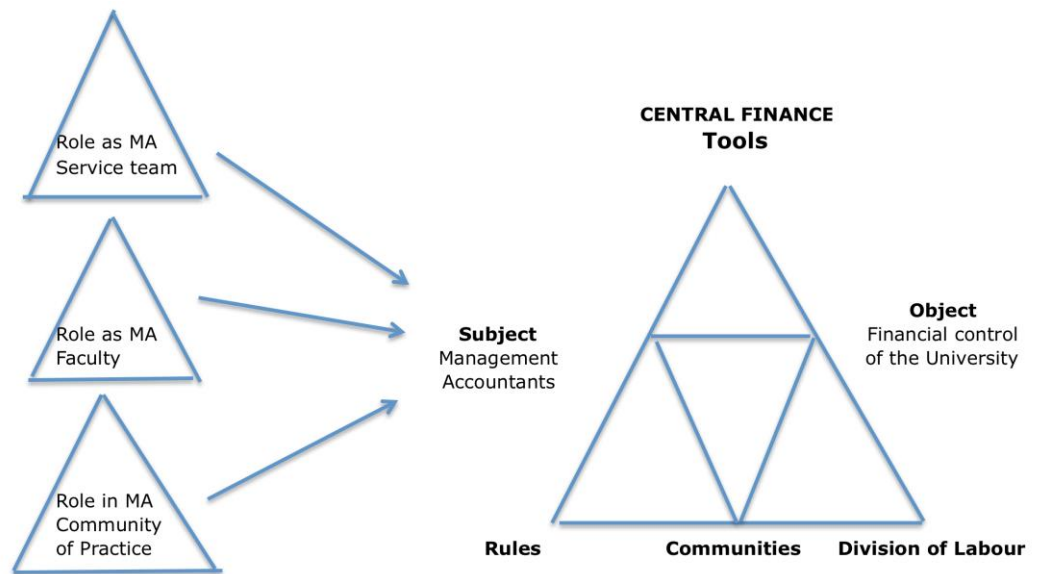 Role as MA
Service team
Role as MA
Faculty
Role in MA
Community
of Practice
CENTRAL FINANCE
Tools
Subject
Management
Accountants
Object
Financial control
of the University
Rules
Communities
Division of Labour